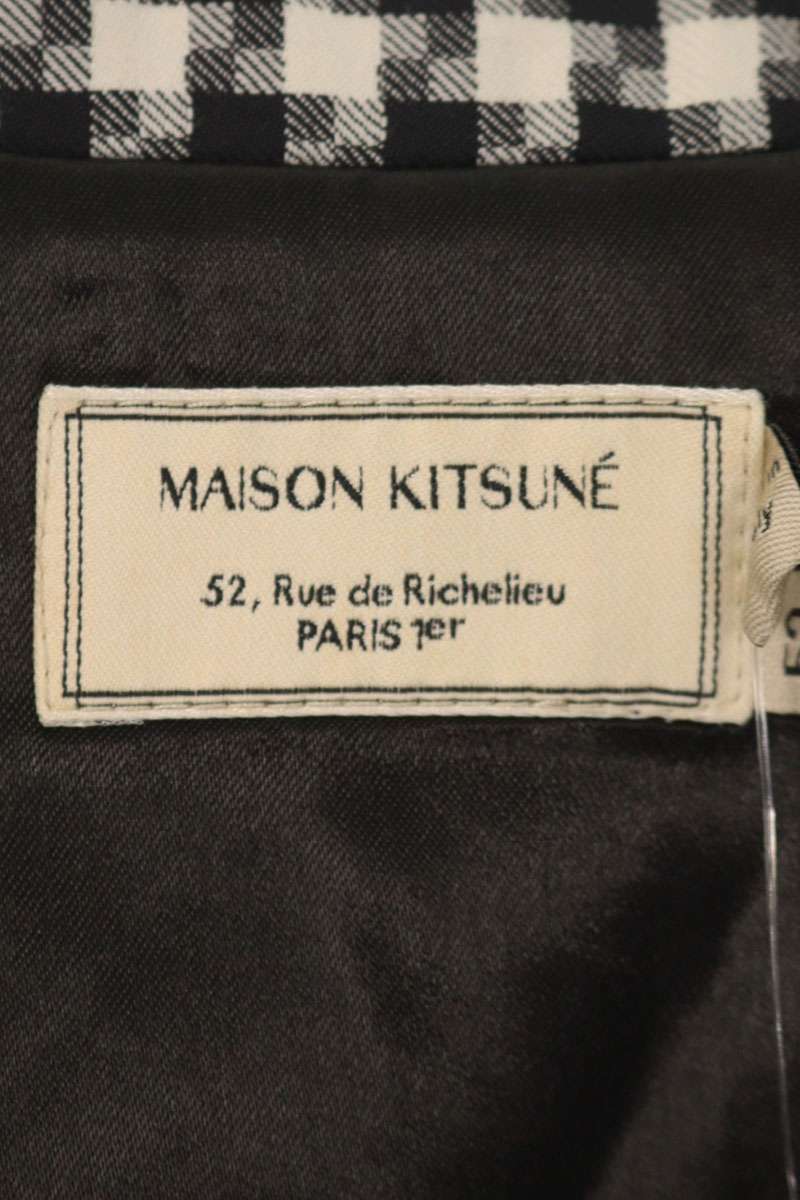 MAISON KITSUNÉ
52, Rue de Richelieu
PARIS 1er